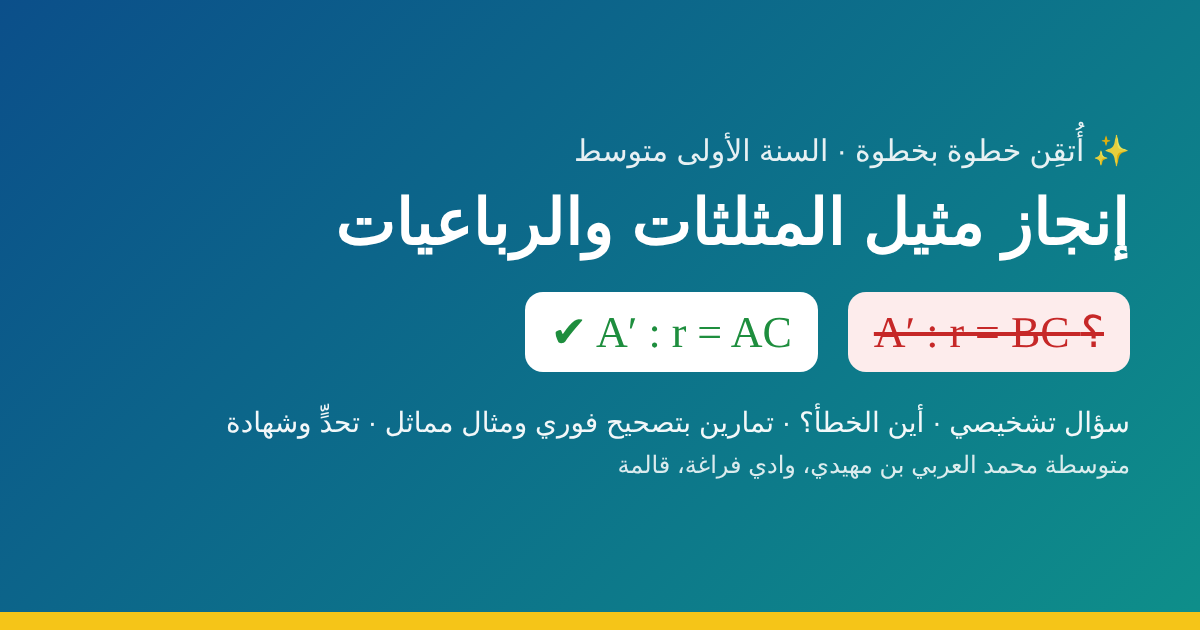 ✨ أُتقِن خطوة بخطوة · السنة الأولى متوسط
إنجاز مثيل المثلثات والرباعيات
A′ : r = BC ؟
✔ A′ : r = AC
سؤال تشخيصي · أين الخطأ؟ · تمارين بتصحيح فوري ومثال مماثل · تحدٍّ وشهادة
متوسطة محمد العربي بن مهيدي، وادي فراغة، قالمة